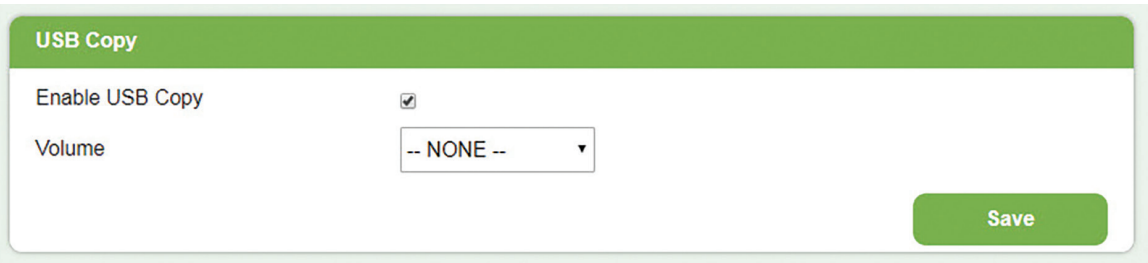 USB Copy
Enable USB Copy
Volume
-- NONE --
Save